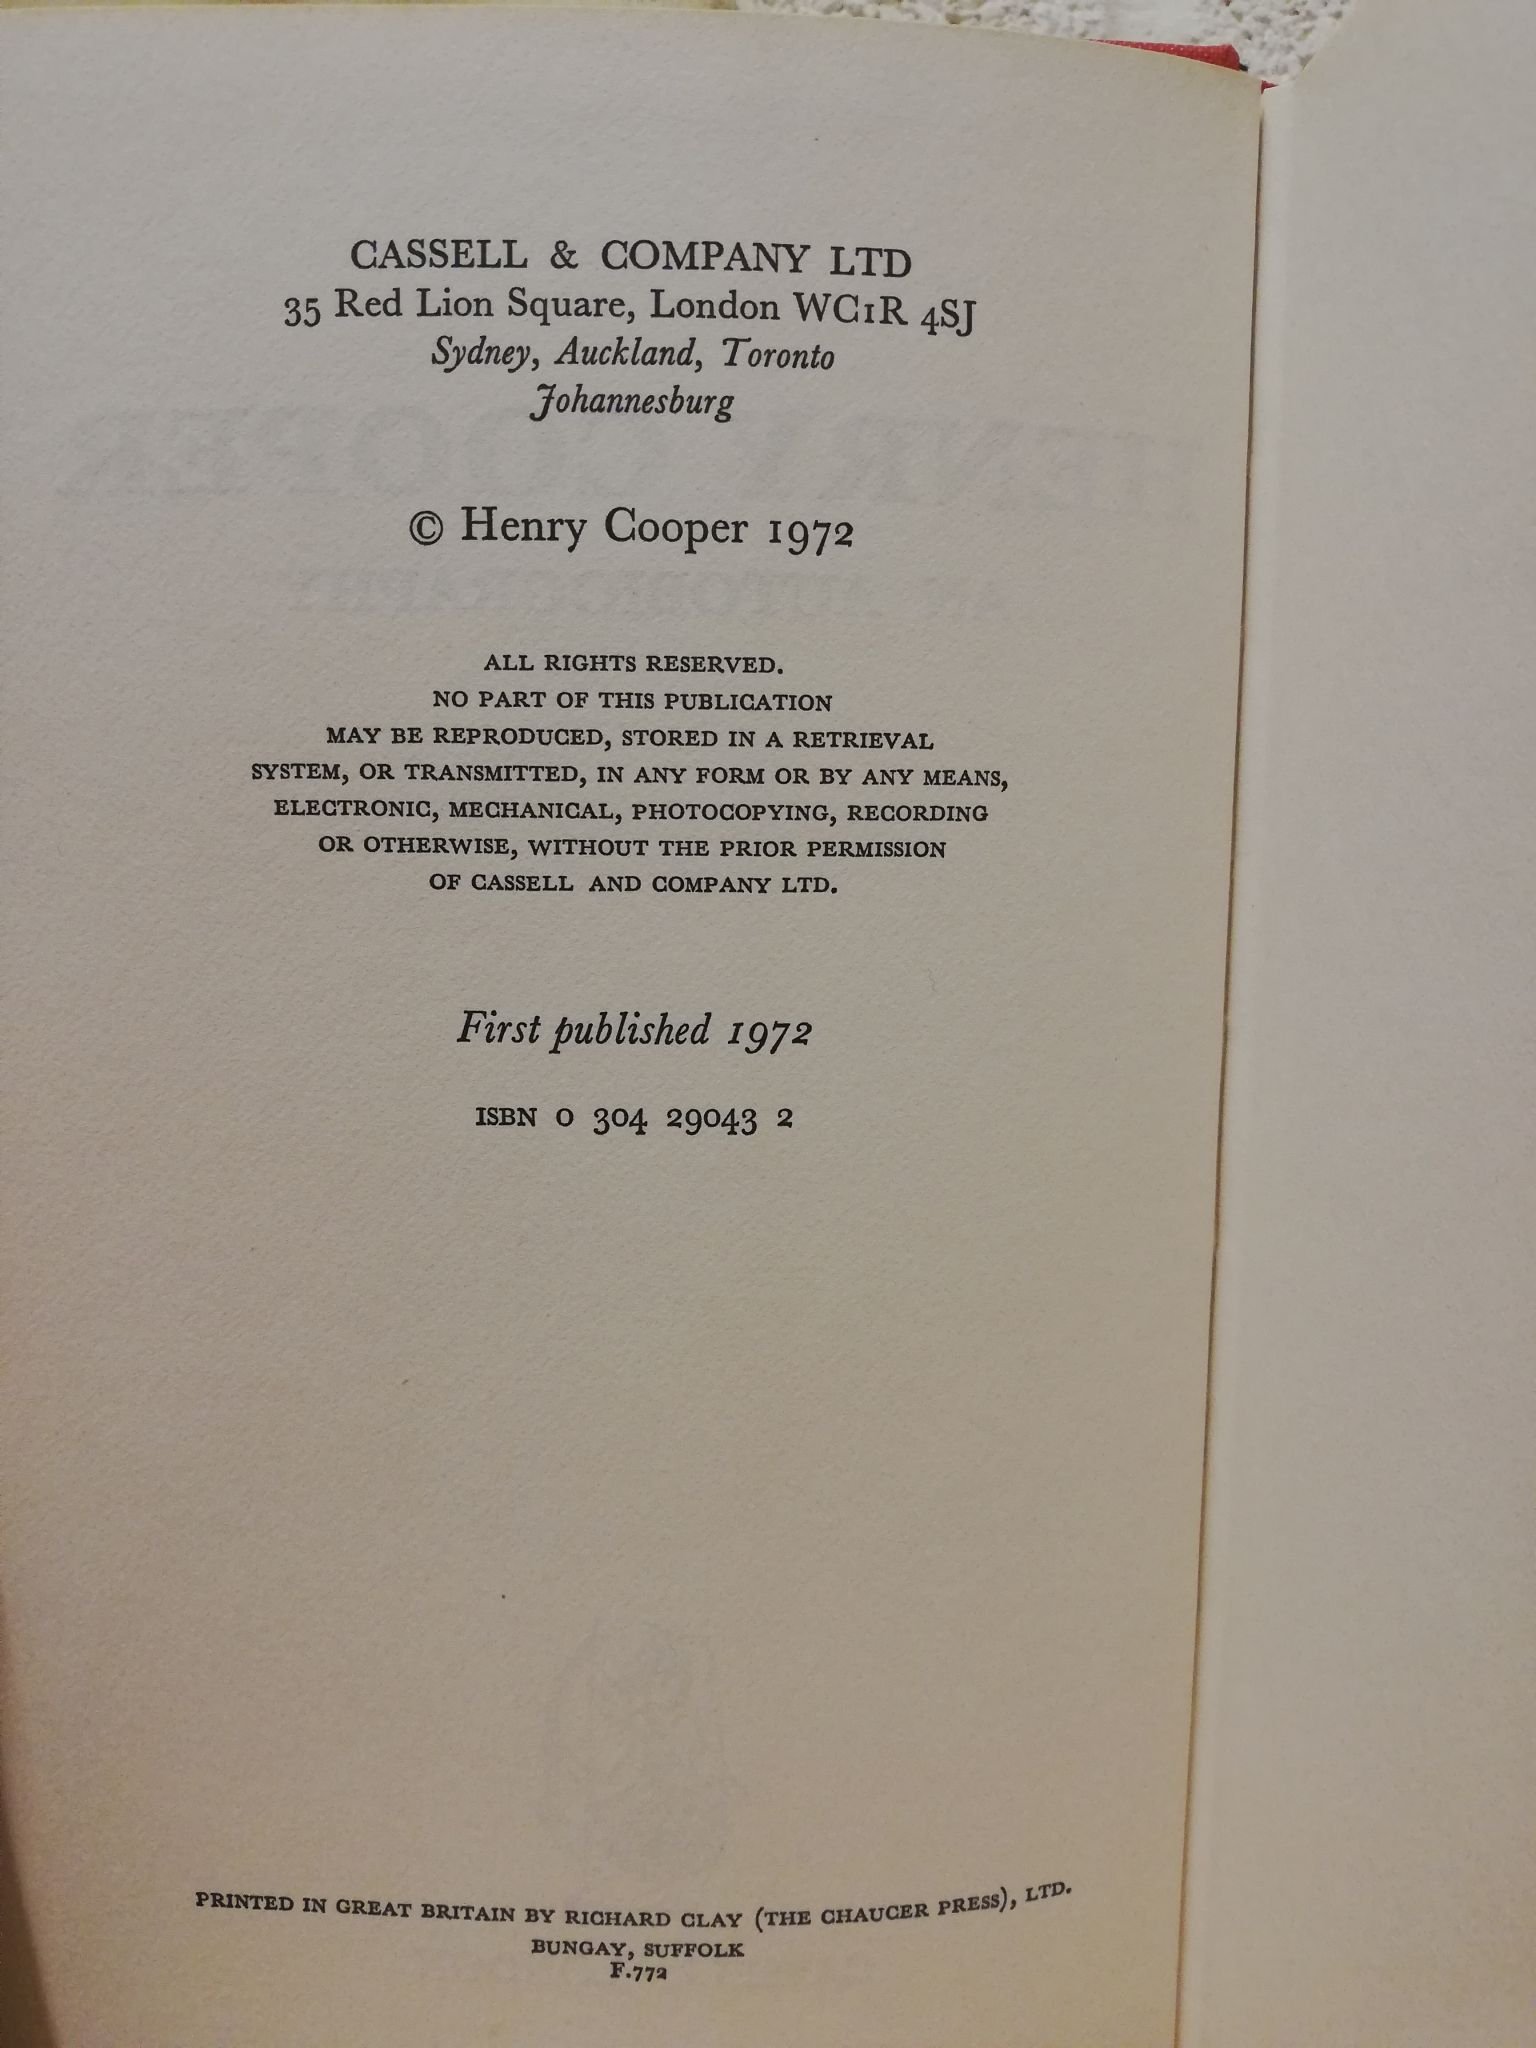 CASSELL & COMPANY LTD
35 Red Lion Square, London WC1R 4SJ
Sydney, Auckland, Toronto
Johannesburg
© Henry Cooper 1972
ALL RIGHTS RESERVED.
NO PART OF THIS PUBLICATION
MAY BE REPRODUCED, STORED IN A RETRIEVAL
SYSTEM, OR TRANSMITTED, IN ANY FORM OR BY ANY MEANS,
ELECTRONIC, MECHANICAL, PHOTOCOPYING, RECORDING
OR OTHERWISE, WITHOUT THE PRIOR PERMISSION
OF CASSELL AND COMPANY LTD.
First published 1972
ISBN 0 304 29043 2
PRINTED IN GREAT BRITAIN BY RICHARD CLAY (THE CHAUCER PRESS), LTD.
BUNGAY, SUFFOLK
F.772